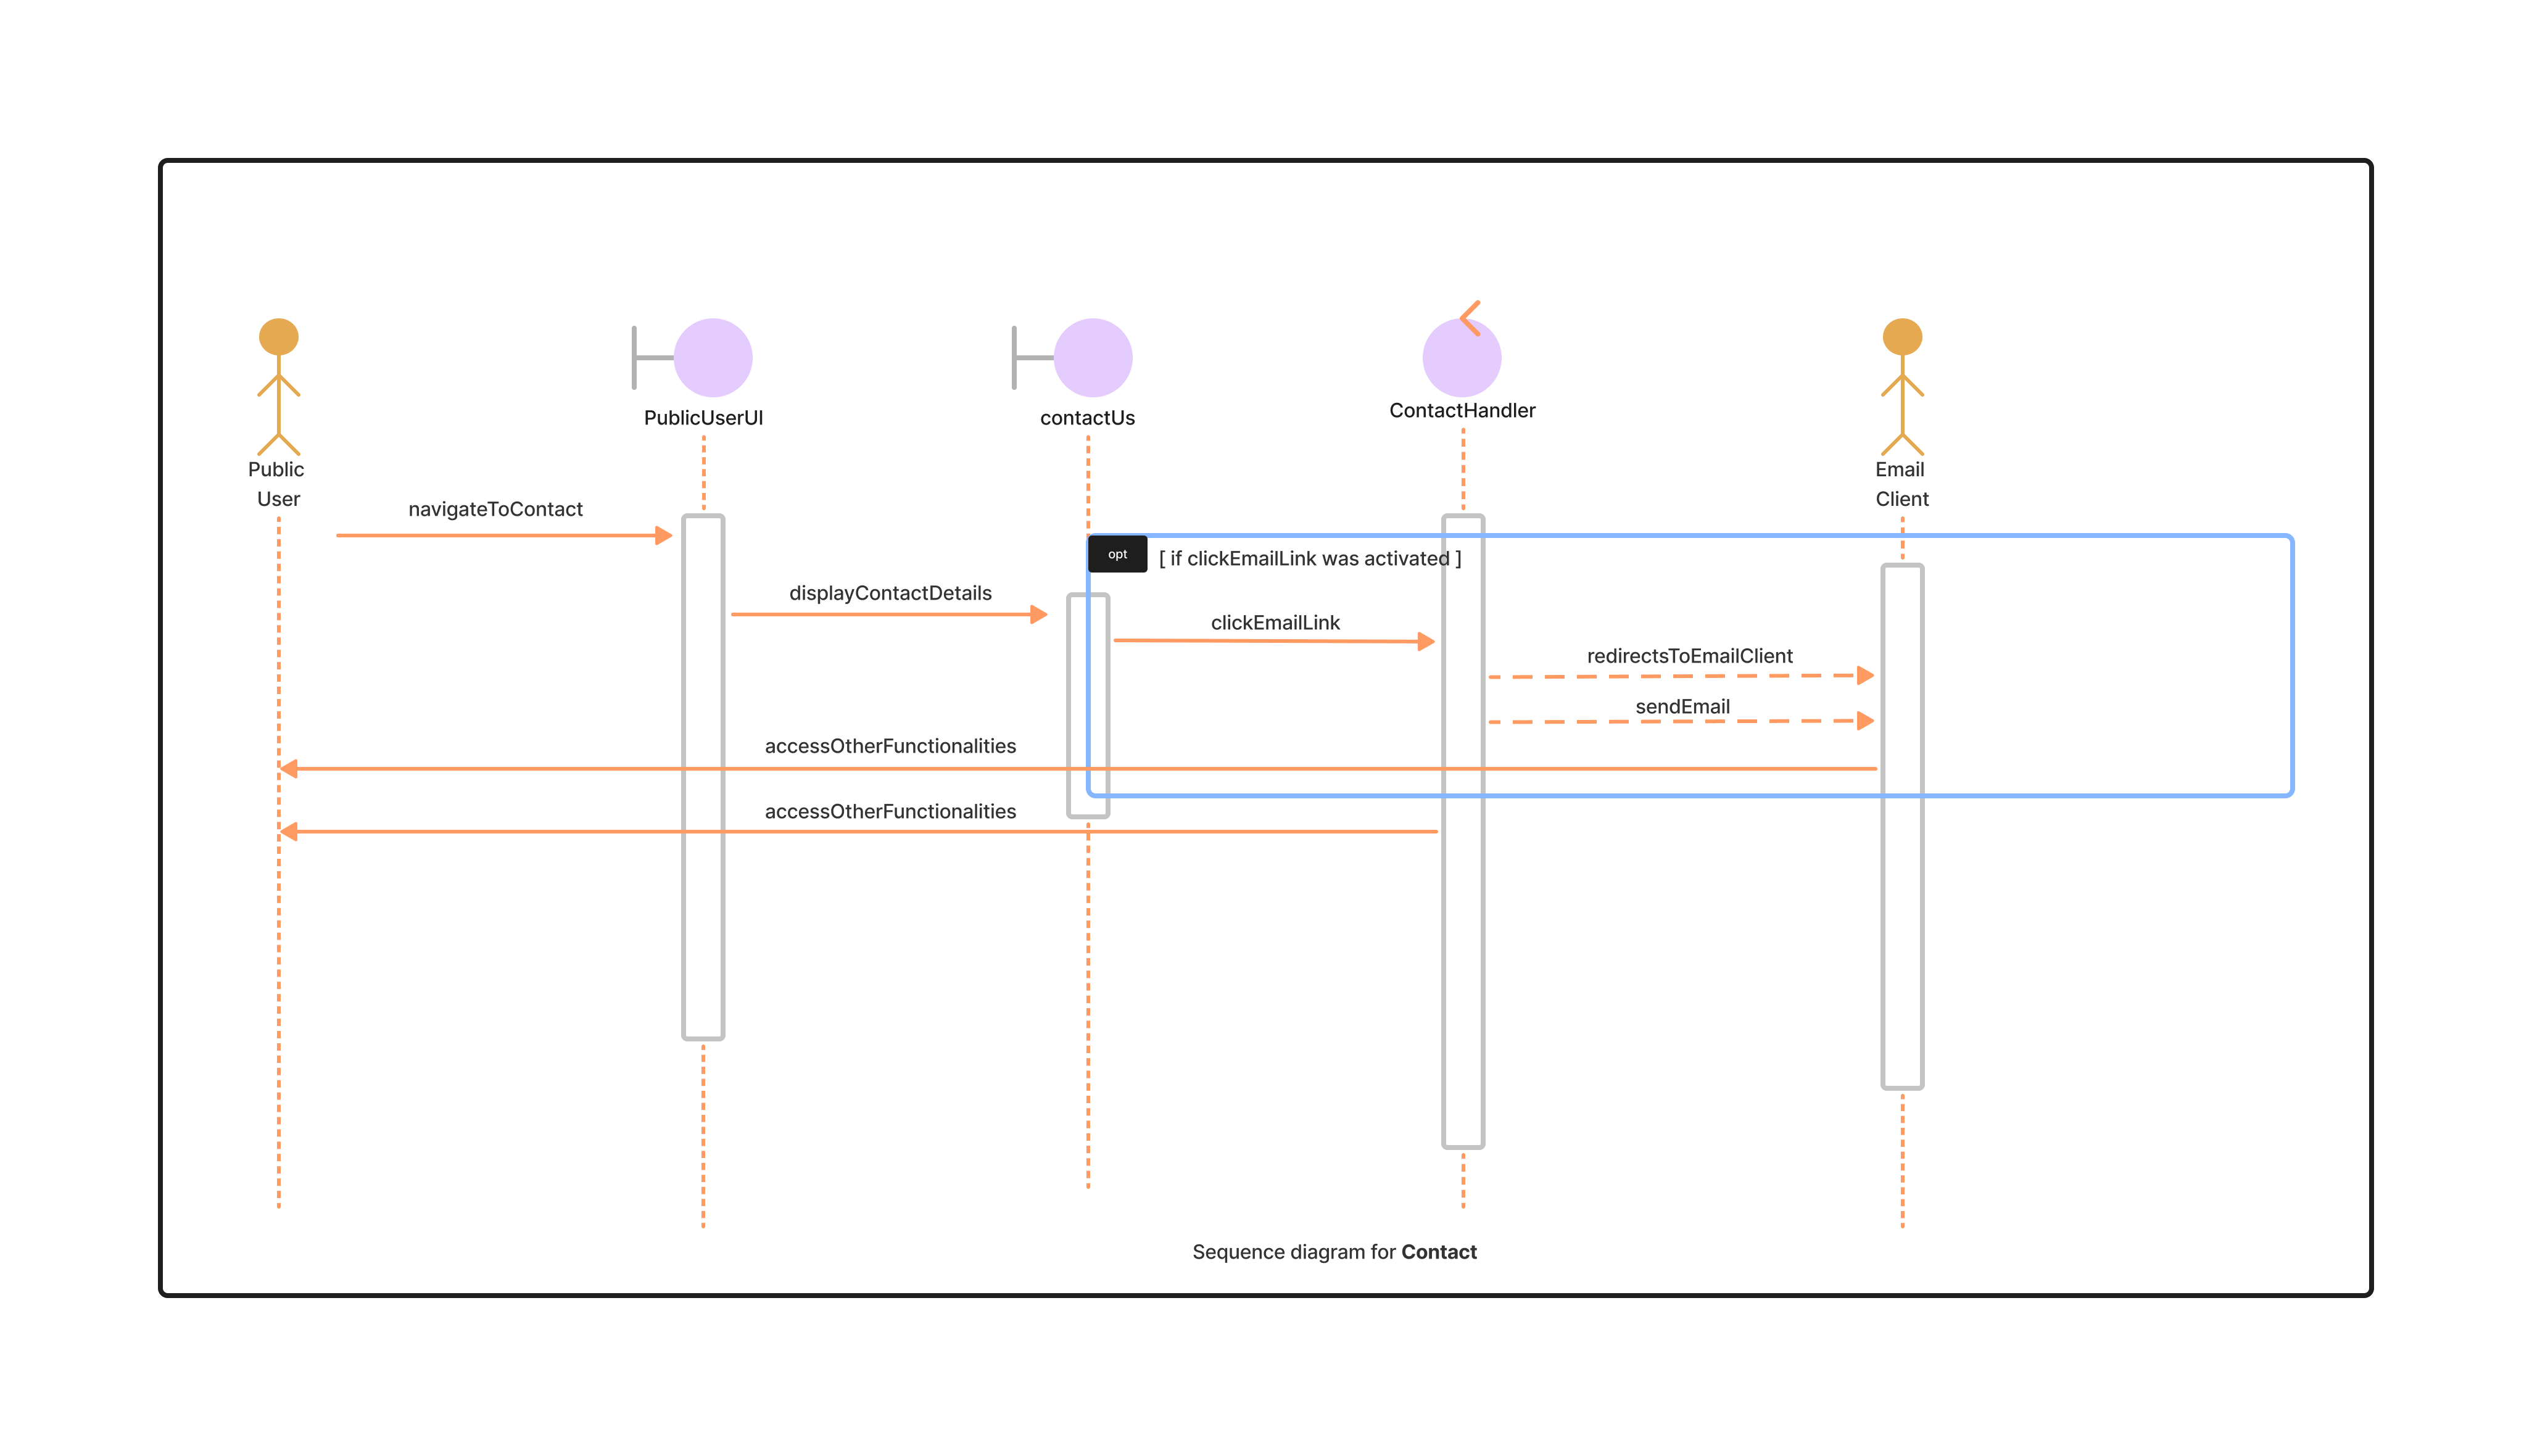 PublicUserUI
contactUs
ContactHandler
Public
User
Email
Client
navigateToContact
opt
[ if clickEmailLink was activated ]
displayContactDetails
clickEmailLink
redirectsToEmailClient
sendEmail
accessOtherFunctionalities
accessOtherFunctionalities
Sequence diagram for Contact